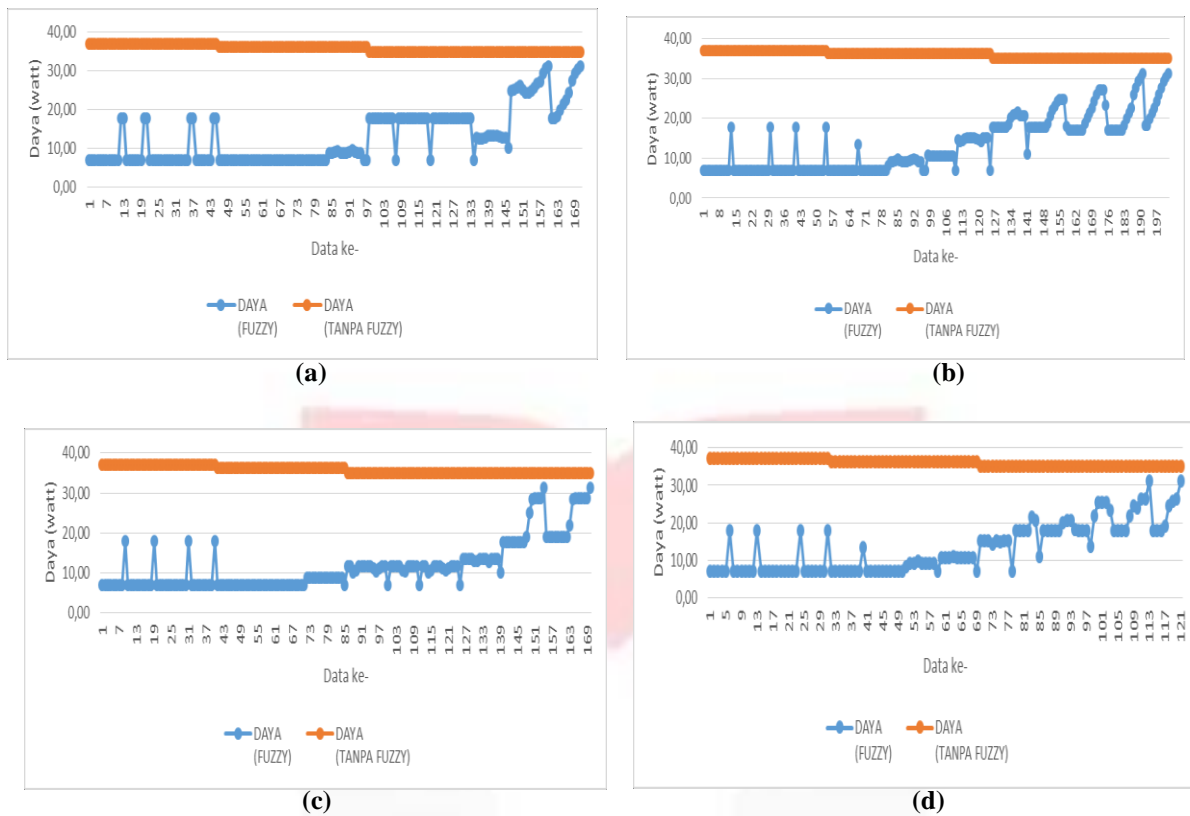 40,00
30,00
20,00
10,00
0,00
Daya (watt)
1 7 13 19 25 31 37 43 49 55 61 67 73 79 85 91 97 103 109 115 121 127 133 139 145 151 157 163 169
Data ke-
DAYA (FUZZY)
DAYA (TANPA FUZZY)
(a)
40,00
30,00
20,00
10,00
0,00
Daya (watt)
1 8 15 22 29 36 43 50 57 64 71 78 85 92 99 106 113 120 127 134 141 148 155 162 169 176 183 190 197
Data ke-
DAYA (FUZZY)
DAYA (TANPA FUZZY)
(b)
40,00
30,00
20,00
10,00
0,00
Daya (watt)
1 7 13 19 25 31 37 43 49 55 61 67 73 79 85 91 97 103 109 115 121 127 133 139 145 151 157 163 169
Data ke-
DAYA (FUZZY)
DAYA (TANPA FUZZY)
(c)
40,00
30,00
20,00
10,00
0,00
Daya (watt)
1 5 9 13 17 21 25 29 33 37 41 45 49 53 57 61 65 69 73 77 81 85 89 93 97 101 105 109 113 117 121
Data ke-
DAYA (FUZZY)
DAYA (TANPA FUZZY)
(d)